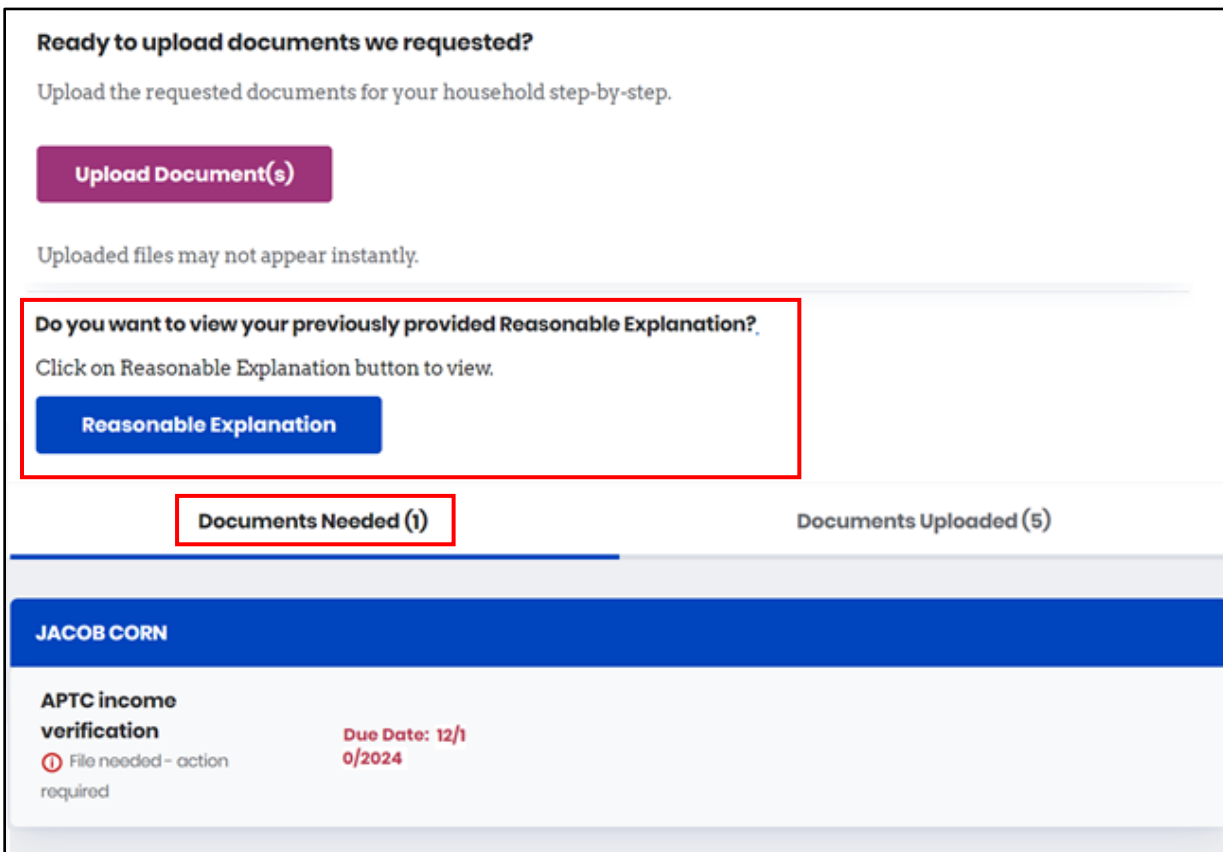 Ready to upload documents we requested?
Upload the requested documents for your household step-by-step.
Upload Document(s)
Uploaded files may not appear instantly.
Do you want to view your previously provided Reasonable Explanation?.
Click on Reasonable Explanation button to view.
Reasonable Explanation
Documents Needed (1)
Documents Uploaded (5)
JACOB CORN
APTC income
verification
File needed - action
required
Due Date: 12/1
0/2024